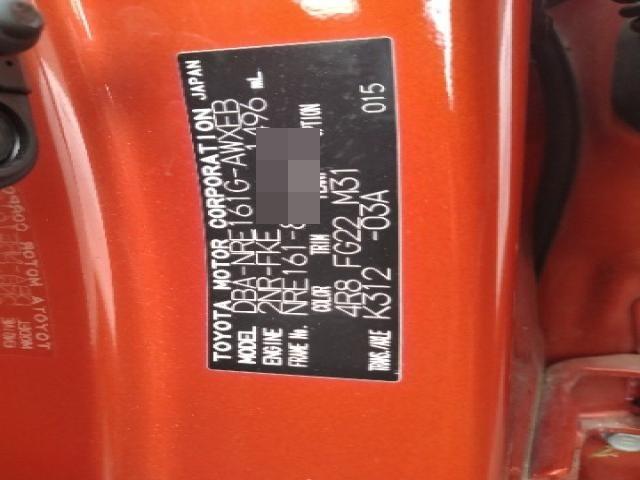 TOYOTA MOTOR CORPORATION JAPAN
MODEL DBA-NRE161G-AWXEB
ENGINE 2NR-FKE 1496 mL
FRAME No. NRE161-
COLOR TRIM
4R8 FG22 M31
TRANS./AXLE K312 -03A 015